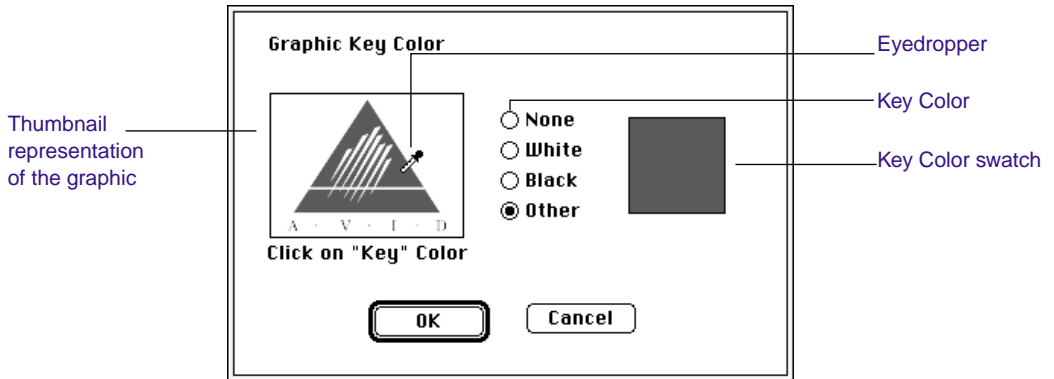 Graphic Key Color
Eyedropper
Key Color
Thumbnail
representation
of the graphic
None
White
Black
Other
Key Color swatch
A · V · I · D
Click on "Key" Color
OK
Cancel